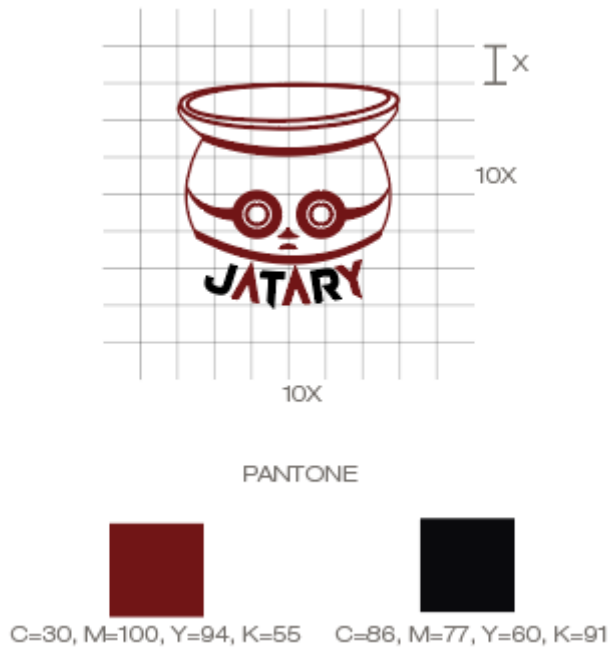 X
10X
JATARY
10X
PANTONE
C=30, M=100, Y=94, K=55
C=86, M=77, Y=60, K=91